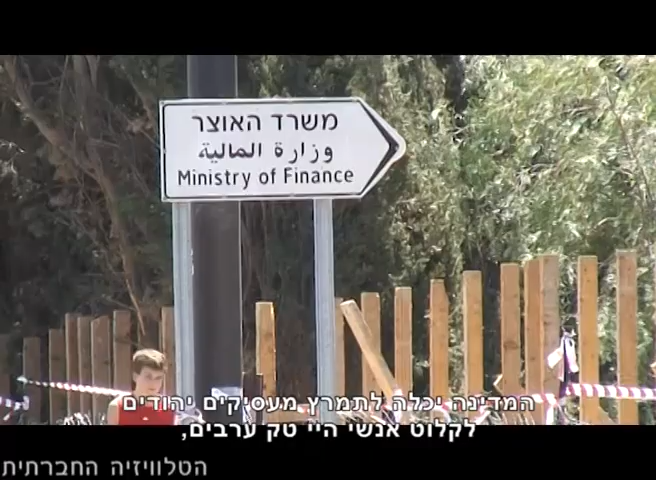 משרד האוצר
وزارة المالية
Ministry of Finance
המדינה יכלה לתמרץ מעסיקים יהודים
לקלוט אנשי היי טק ערבים,
הטלוויזיה החברתית